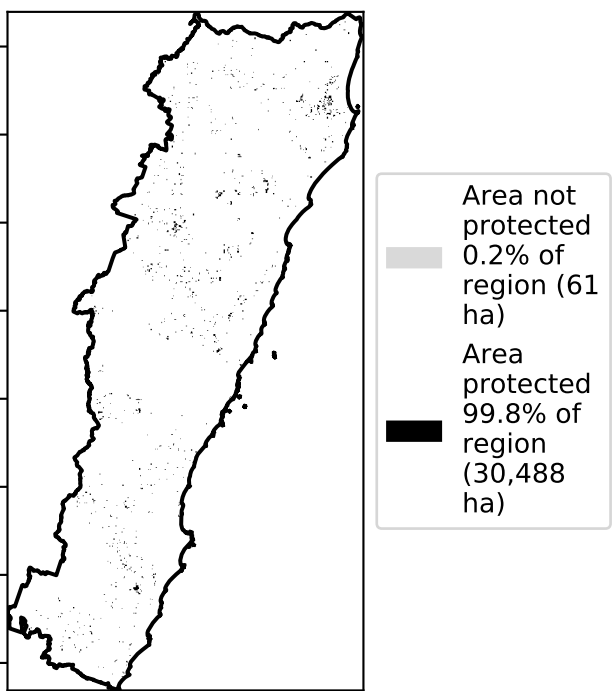 Area not
protected
0.2% of
region (61
ha)
Area
protected
99.8% of
region
(30,488
ha)